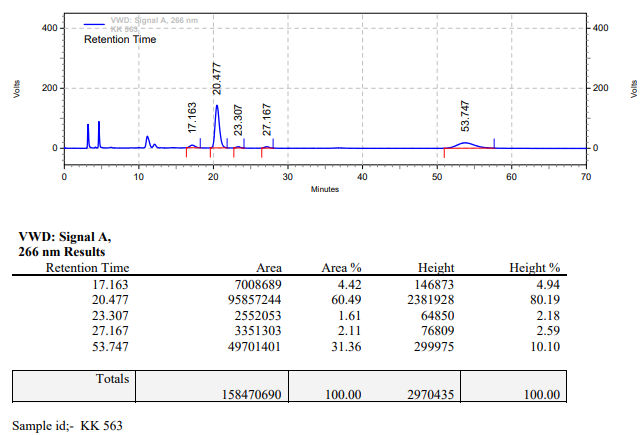 VWD: Signal A, 266 nm
KK 563
Retention Time
400
200
0
Volts
17.163
20.477
23.307
27.167
53.747
400
200
0
Volts
0 10 20 30 40 50 60 70
Minutes
VWD: Signal A,
266 nm Results
Retention Time Area Area % Height Height %
17.163 7008689 4.42 146873 4.94
20.477 95857244 60.49 2381928 80.19
23.307 2552053 1.61 64850 2.18
27.167 3351303 2.11 76809 2.59
53.747 49701401 31.36 299975 10.10
Totals
158470690 100.00 2970435 100.00
Sample id;- KK 563